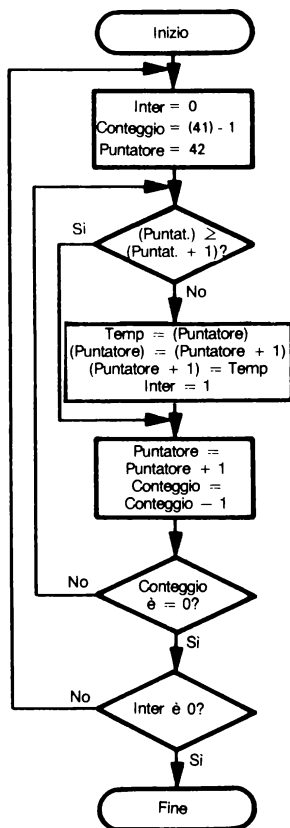 Inizio
Inter = 0
Conteggio = (41) - 1
Puntatore = 42
Si
(Puntat.) ≥
(Puntat. + 1)?
No
Temp = (Puntatore)
(Puntatore) = (Puntatore + 1)
(Puntatore + 1) = Temp
Inter = 1
Puntatore =
Puntatore + 1
Conteggio =
Conteggio - 1
No
Conteggio
è = 0?
Si
No
Inter è 0?
Si
Fine